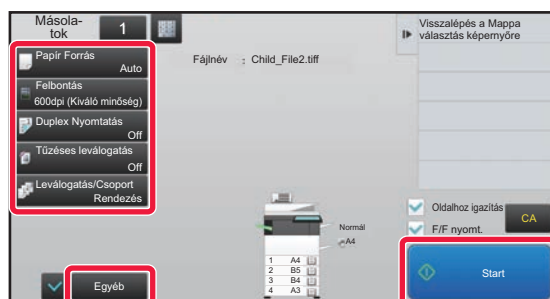 Másola-
tok
1
Papír Forrás
Auto
Felbontás
600dpi (Kiváló minőség)
Duplex Nyomtatás
Off
Tűzéses leválogatás
Off
Leválogatás/Csoport
Rendezés
Egyéb
Fájlnév : Child_File2.tiff
Normál
A4
1 A4
2 B5
3 B4
4 A3
Visszalépés a Mappa
választás képernyőre
Oldalhoz igazítás
F/F nyomt.
CA
Start